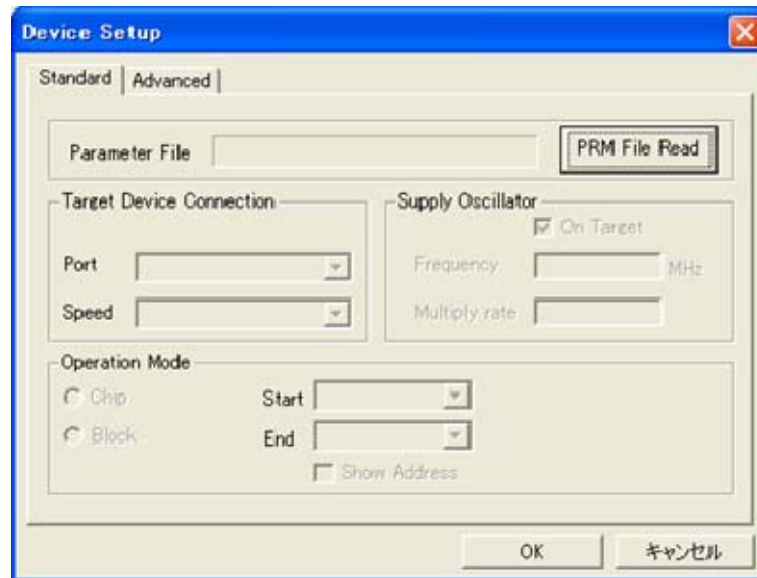 Device Setup
Standard Advanced
Parameter File PRM File Read
Target Device Connection
Port
Speed
Supply Oscillator
On Target
Frequency MHz
Multiply rate
Operation Mode
Chip Start
Block End
Show Address
OK キャンセル